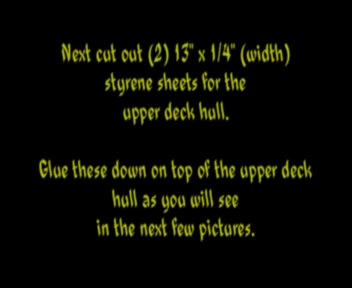 Next cut out (2) 13" x 1/4" (width)
styrene sheets for the
upper deck hull.
Glue these down on top of the upper deck
hull as you will see
in the next few pictures.